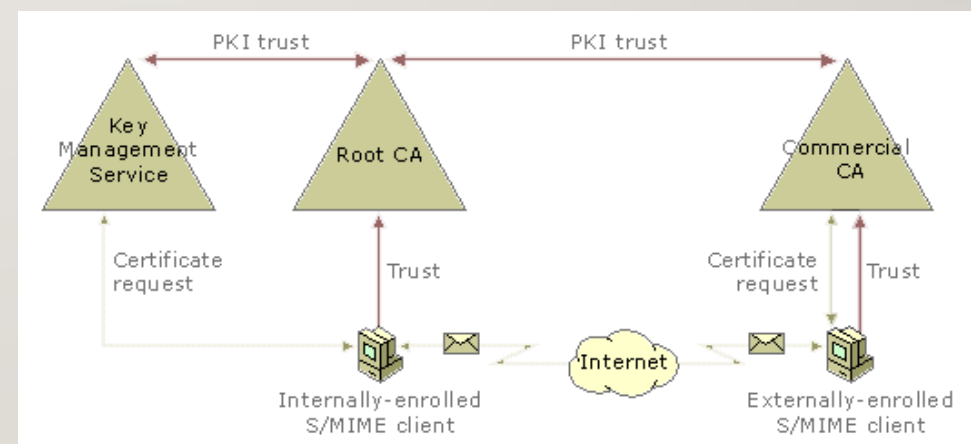 PKI trust
PKI trust
Key
Management
Service
Root CA
Commercial
CA
Certificate
request
Trust
Certificate
request
Trust
Internet
Internally-enrolled
S/MIME client
Externally-enrolled
S/MIME client